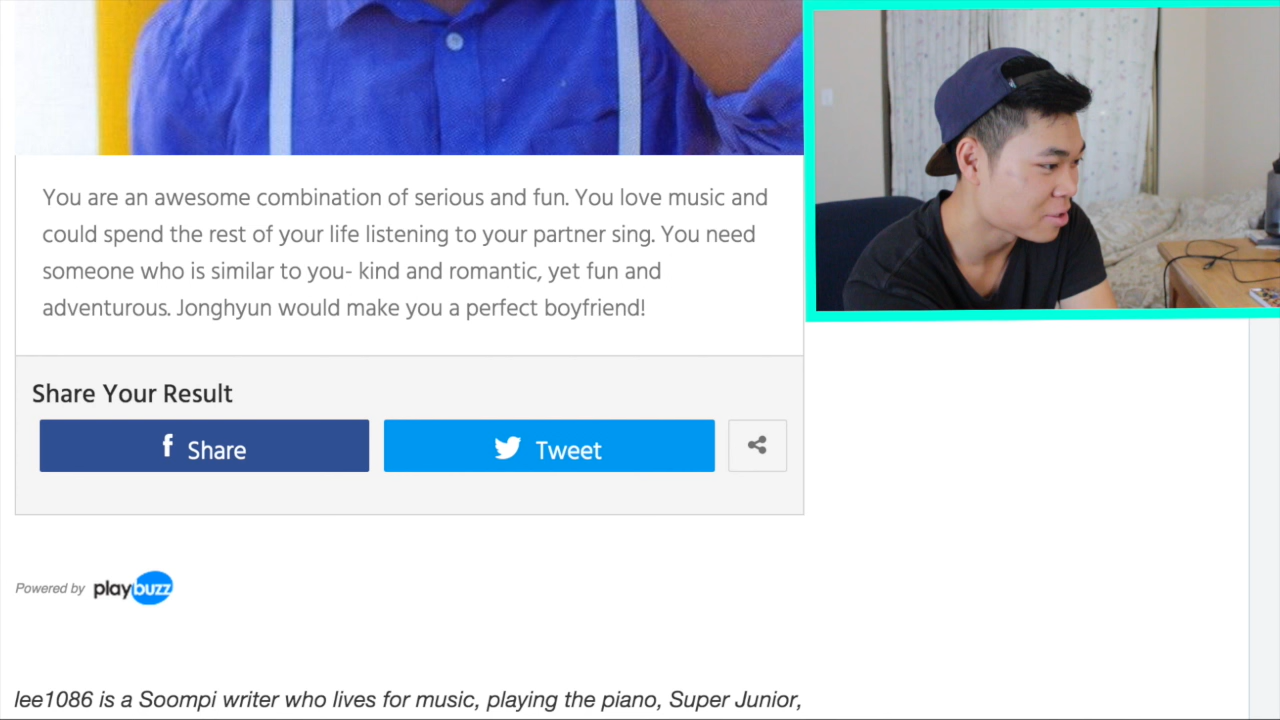 You are an awesome combination of serious and fun. You love music and
could spend the rest of your life listening to your partner sing. You need
someone who is similar to you- kind and romantic, yet fun and
adventurous. Jonghyun would make you a perfect boyfriend!
Share Your Result
f Share
Tweet
Powered by playbuzz
lee1086 is a Soompi writer who lives for music, playing the piano, Super Junior,